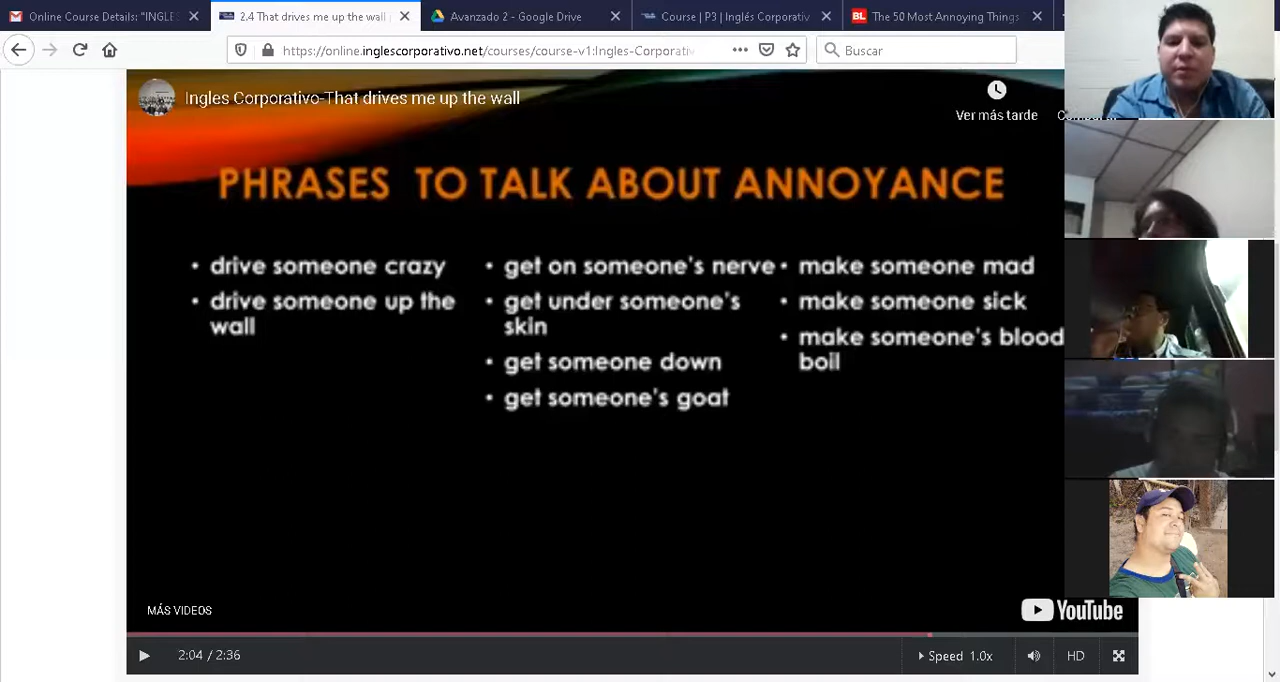 Online Course Details: "INGLES
2.4 That drives me up the wall
Avanzado 2 - Google Drive
Course | P3 | Inglés Corporativ
BL The 50 Most Annoying Things
https://online.inglescorporativo.net/courses/course-v1:Ingles-Corporativ
Buscar
Ingles Corporativo-That drives me up the wall
Ver más tarde
PHRASES TO TALK ABOUT ANNOYANCE
• drive someone crazy
• drive someone up the
wall
• get on someone's nerve
• get under someone's
skin
• get someone down
• get someone's goat
• make someone mad
• make someone sick
• make someone's blood
boil
MÁS VIDEOS
YouTube
2:04 / 2:36
Speed 1.0x
HD